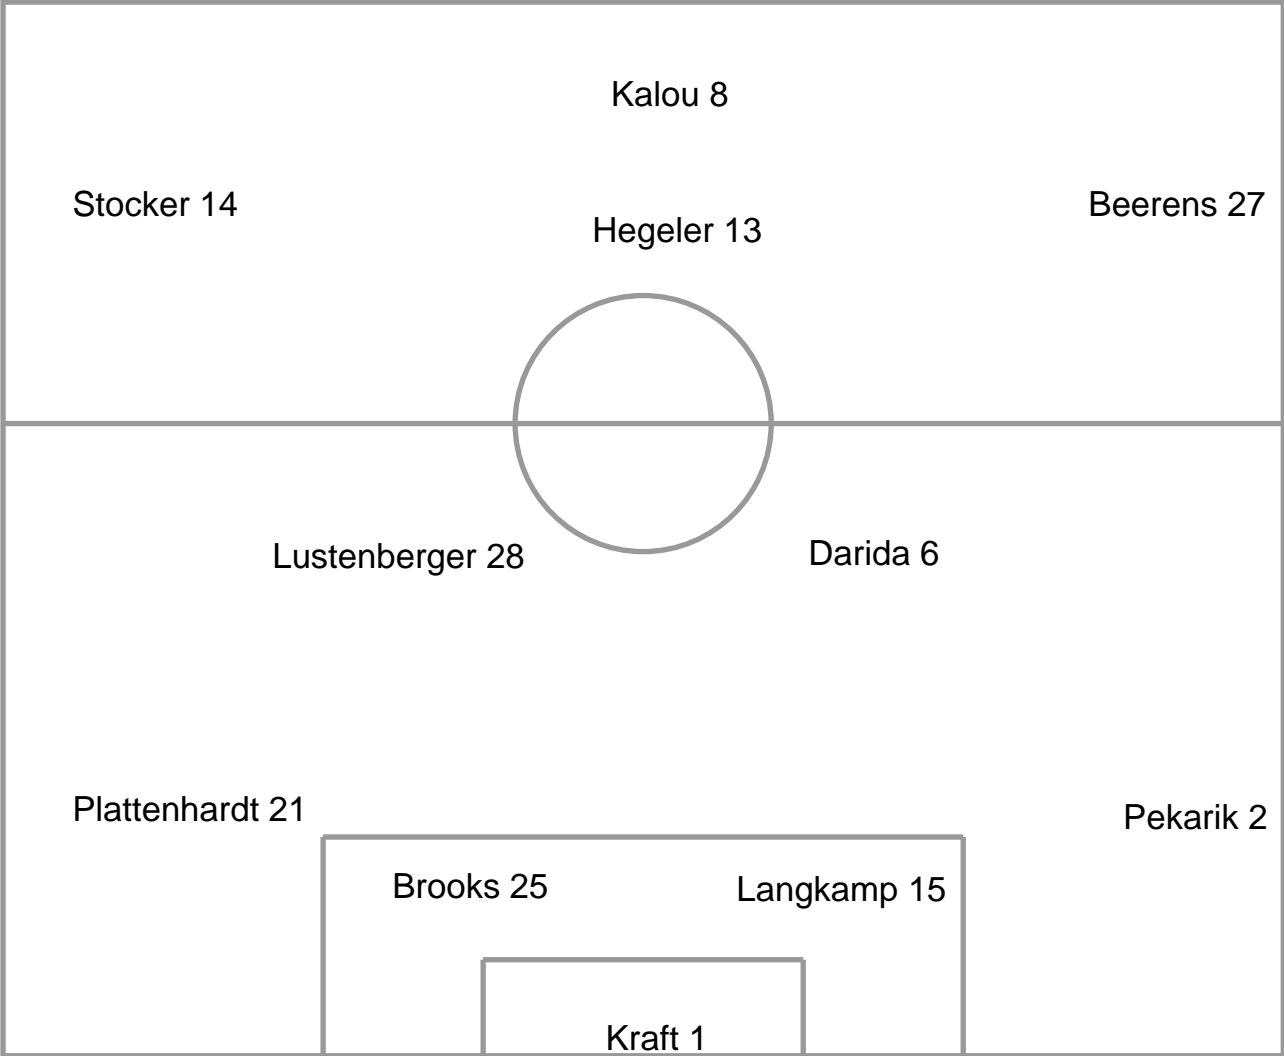 Kalou 8
Stocker 14
Beerens 27
Hegeler 13
Lustenberger 28
Darida 6
Plattenhardt 21
Pekarik 2
Brooks 25
Langkamp 15
Kraft 1